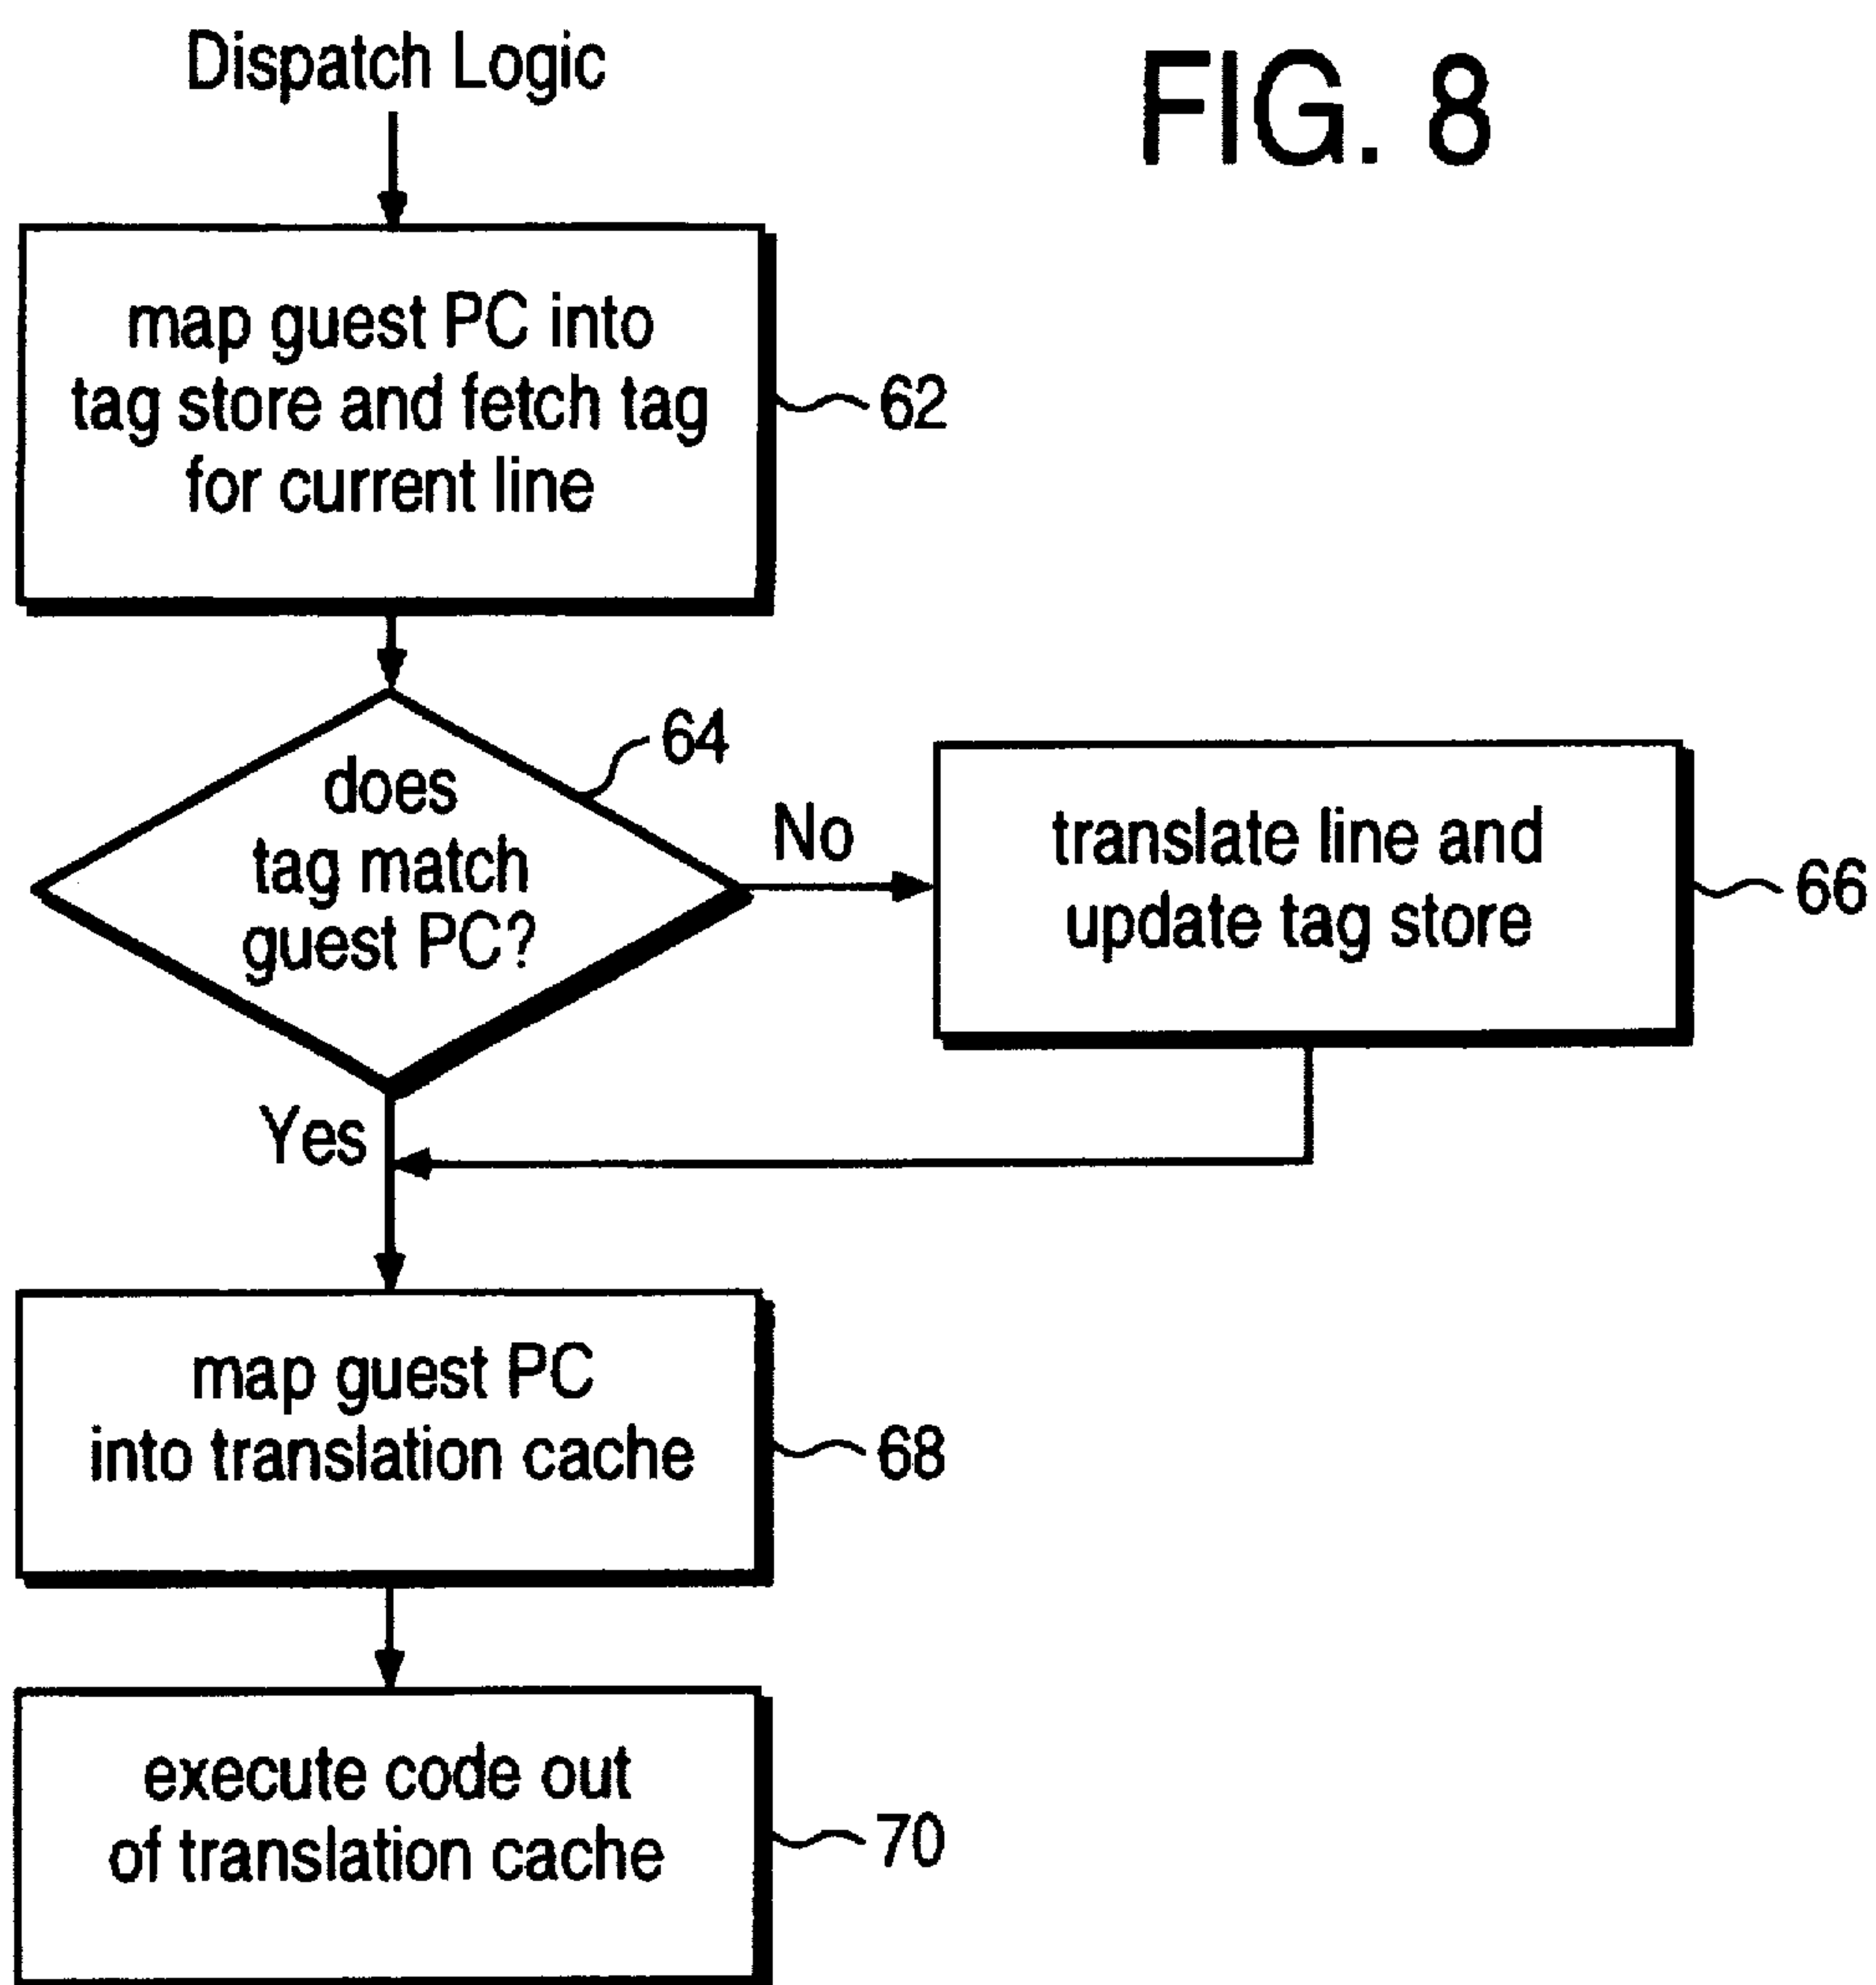 Dispatch Logic
FIG. 8
map guest PC into
tag store and fetch tag
for current line
62
does
tag match
guest PC?
64
No
translate line and
update tag store
66
Yes
map guest PC
into translation cache
68
execute code out
of translation cache
70